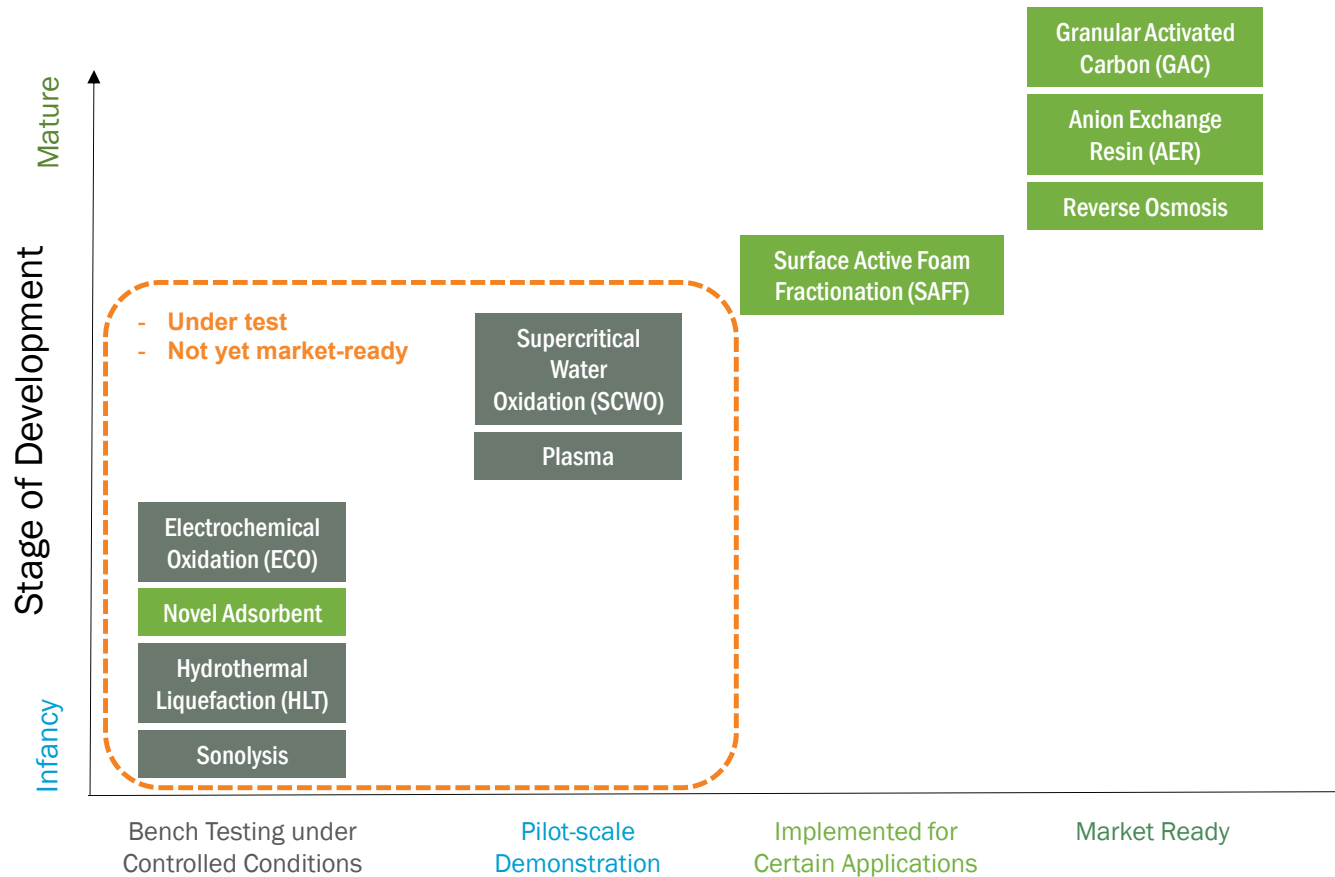 Granular Activated
Carbon (GAC)
Anion Exchange
Resin (AER)
Reverse Osmosis
Mature
Stage of Development
Infancy
Surface Active Foam
Fractionation (SAFF)
- Under test
- Not yet market-ready
Supercritical
Water
Oxidation (SCWO)
Plasma
Electrochemical
Oxidation (ECO)
Novel Adsorbent
Hydrothermal
Liquefaction (HLT)
Sonolysis
Bench Testing under
Controlled Conditions
Pilot-scale
Demonstration
Implemented for
Certain Applications
Market Ready